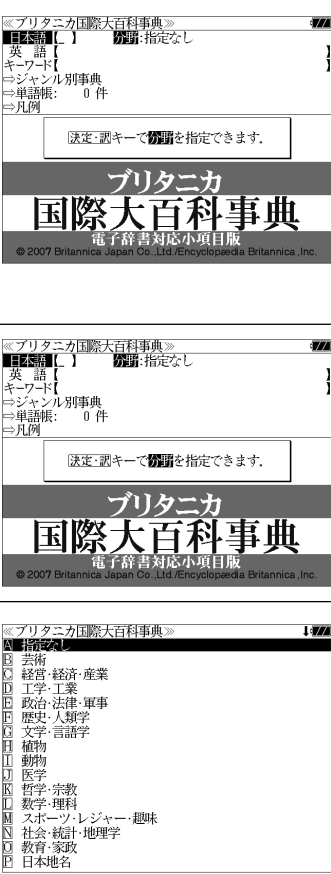 ≪ブリタニカ国際大百科事典≫
日本語【_ 】 分野:指定なし
英 語【 】
キーワード【 】
⇨ジャンル別事典
⇨単語帳: 0 件
⇨凡例
決定・訳キーで分野を指定できます。
ブリタニカ
国際大百科事典
電子辞書対応小項目版
© 2007 Britannica Japan Co.,Ltd./Encyclopædia Britannica,Inc.
≪ブリタニカ国際大百科事典≫
日本語【_ 】 分野:指定なし
英 語【 】
キーワード【 】
⇨ジャンル別事典
⇨単語帳: 0 件
⇨凡例
決定・訳キーで分野を指定できます。
ブリタニカ
国際大百科事典
電子辞書対応小項目版
© 2007 Britannica Japan Co.,Ltd./Encyclopædia Britannica,Inc.
≪ブリタニカ国際大百科事典≫ ↓
A 指定なし
B 芸術
C 経営・経済・産業
D 工学・工業
E 政治・法律・軍事
F 歴史・人類学
G 文学・言語学
H 植物
I 動物
J 医学
K 哲学・宗教
L 数学・理科
M スポーツ・レジャー・趣味
N 社会・統計・地理学
O 教育・家政
P 日本地名